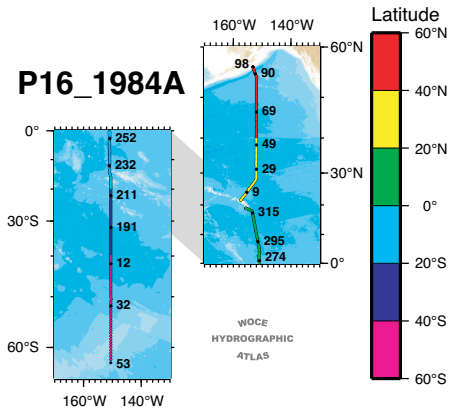 P16_1984A
160°W 140°W
60°N
98
90
69
49
29
30°N
9
315
295
274
0°
0°
252
232
211
30°S
191
12
32
60°S
53
160°W 140°W
WOCE
HYDROGRAPHIC
ATLAS
Latitude
60°N
40°N
20°N
0°
20°S
40°S
60°S